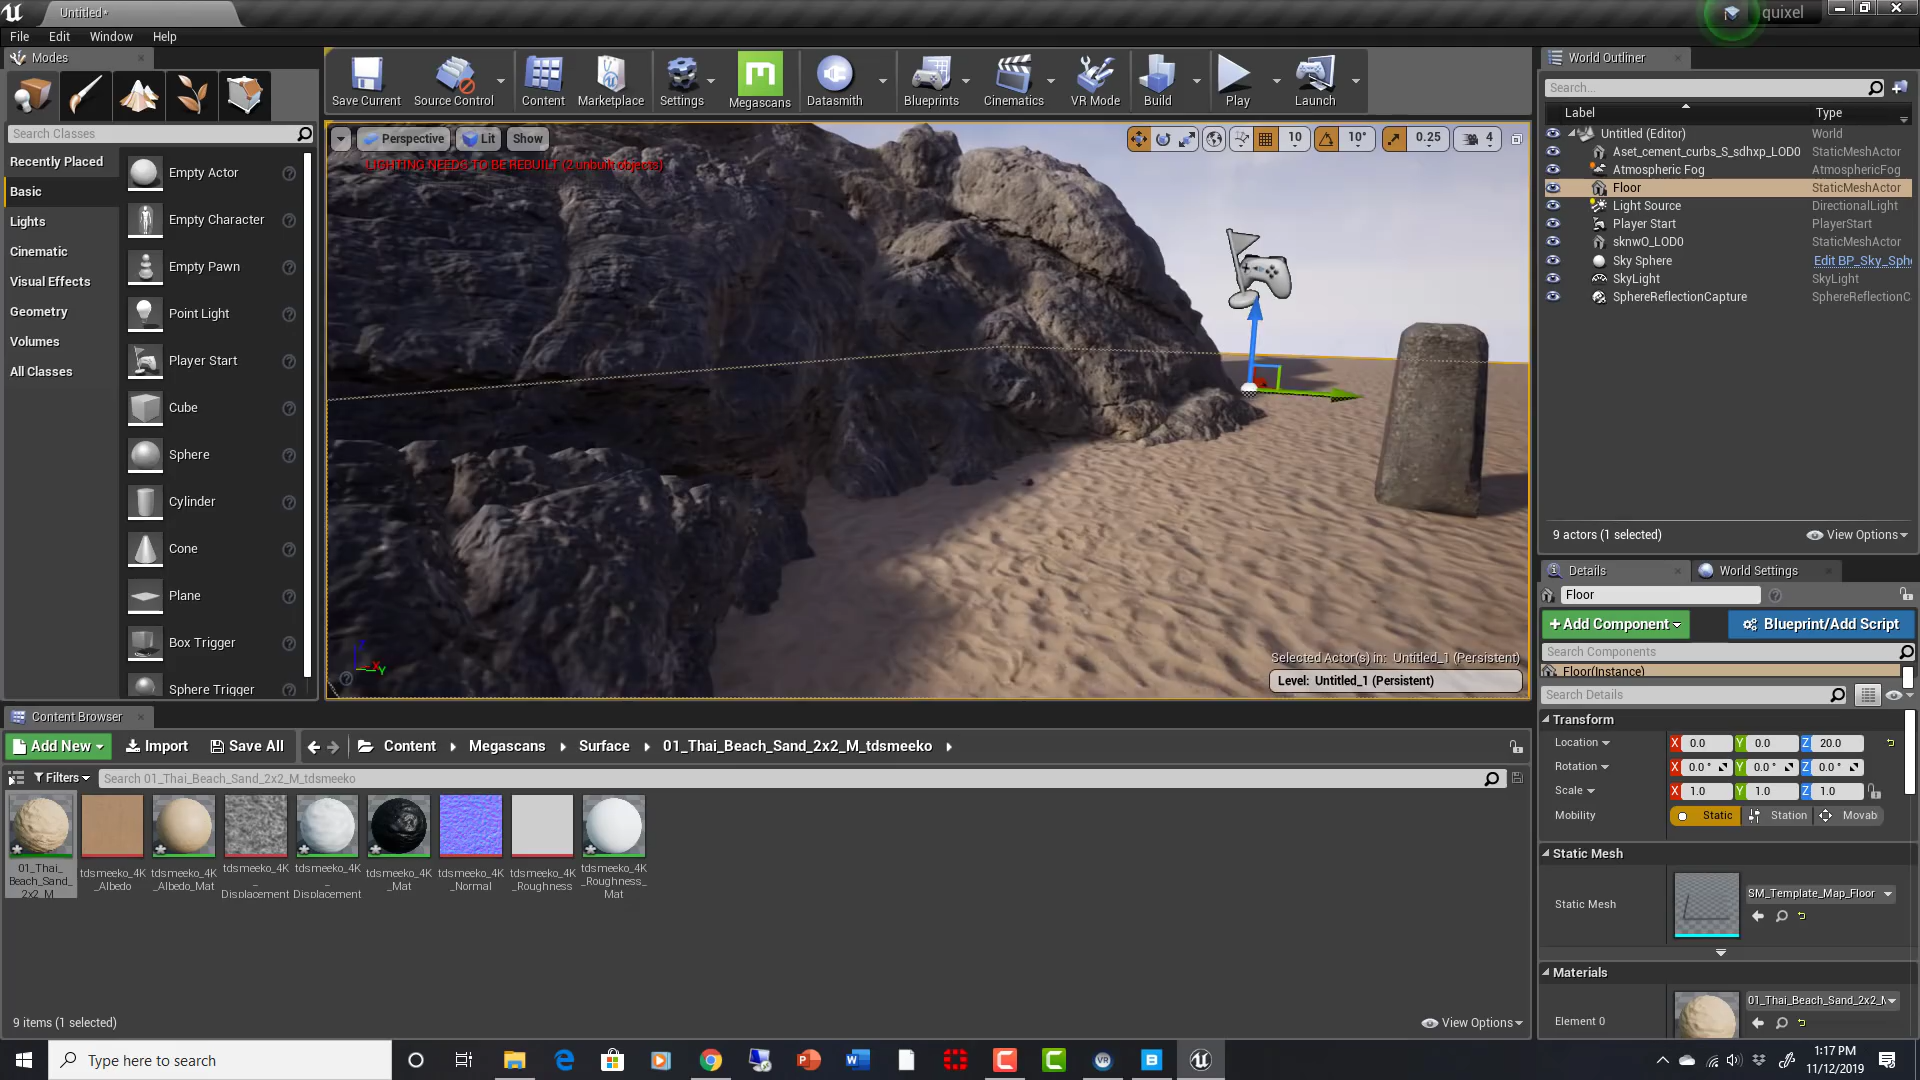 Untitled*
quixel
File Edit Window Help
Modes
Search Classes
Recently Placed
Basic
Lights
Cinematic
Visual Effects
Geometry
Volumes
All Classes
Empty Actor
Empty Character
Empty Pawn
Point Light
Player Start
Cube
Sphere
Cylinder
Cone
Plane
Box Trigger
Sphere Trigger
Save Current
Source Control
Content
Marketplace
Settings
Megascans
Datasmith
Blueprints
Cinematics
VR Mode
Build
Play
Launch
Perspective Lit Show
10 10° 0.25 4
LIGHTING NEEDS TO BE REBUILT (2 unbuilt objects)
Selected Actor(s) in: Untitled_1 (Persistent)
Level: Untitled_1 (Persistent)
World Outliner
Search...
Label Type
Untitled (Editor) World
Aset_cement_curbs_S_sdhxp_LOD0 StaticMeshActor
Atmospheric Fog AtmosphericFog
Floor StaticMeshActor
Light Source DirectionalLight
Player Start PlayerStart
sknwO_LOD0 StaticMeshActor
Sky Sphere Edit BP_Sky_Sph
SkyLight SkyLight
SphereReflectionCapture SphereReflectionC
9 actors (1 selected) View Options
Details World Settings
Floor
+Add Component Blueprint/Add Script
Search Components
Floor(Instance)
Search Details
Transform
Location X 0.0 Y 0.0 Z 20.0
Rotation X 0.0 ° Y 0.0 ° Z 0.0 °
Scale X 1.0 Y 1.0 Z 1.0
Mobility Static Station Movab
Static Mesh
Static Mesh SM_Template_Map_Floor
Materials
Element 0 01_Thai_Beach_Sand_2x2_M
Content Browser
Add New Import Save All Content Megascans Surface 01_Thai_Beach_Sand_2x2_M_tdsmeeko
Filters Search 01_Thai_Beach_Sand_2x2_M_tdsmeeko
01_Thai_
Beach_Sand_
2x2_M
tdsmeeko_4K
_Albedo
tdsmeeko_4K
_Albedo_Mat
tdsmeeko_4K
_
Displacement
tdsmeeko_4K
_
Displacement
tdsmeeko_4K
_Mat
tdsmeeko_4K
_Normal
tdsmeeko_4K
_Roughness
tdsmeeko_4K
_Roughness_
Mat
9 items (1 selected) View Options
Type here to search
1:17 PM
11/12/2019